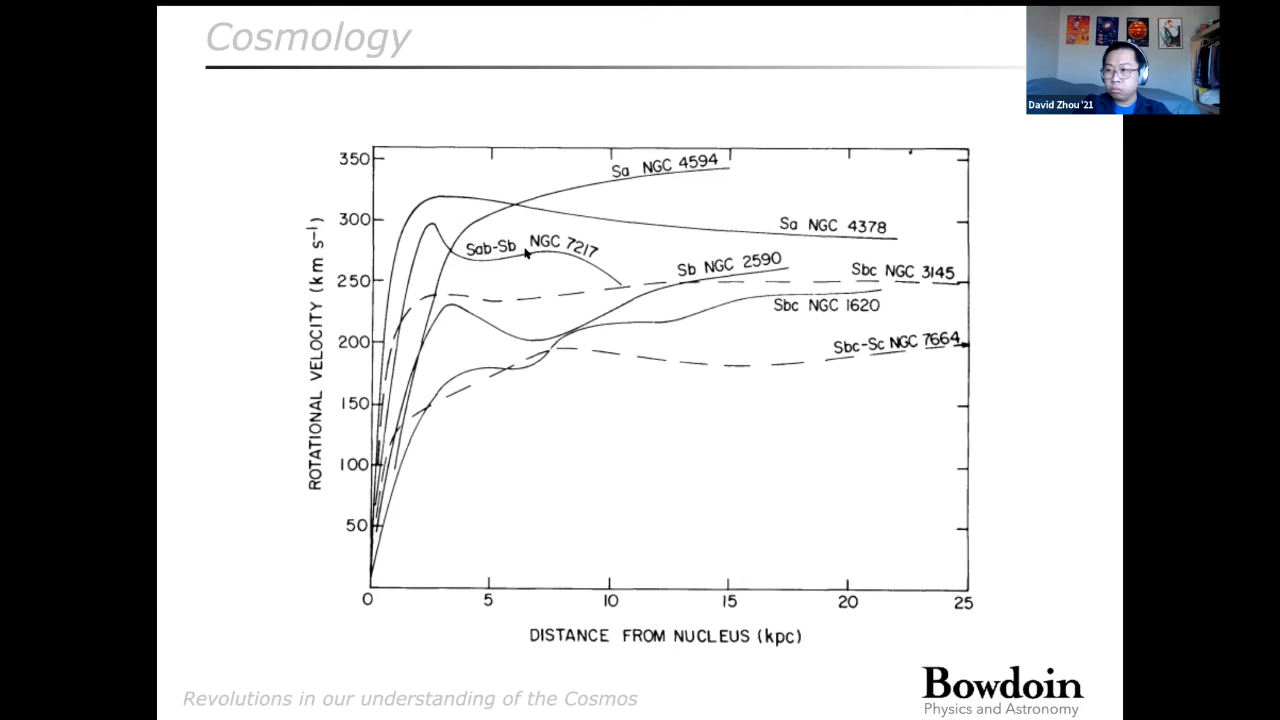 Cosmology
David Zhou '21
350
300
250
200
150
100
50
0
5
10
15
20
25
ROTATIONAL VELOCITY (km s⁻¹)
Sa NGC 4594
Sa NGC 4378
Sab-Sb NGC 7217
Sb NGC 2590
Sbc NGC 3145
Sbc NGC 1620
Sbc-Sc NGC 7664
DISTANCE FROM NUCLEUS (kpc)
Revolutions in our understanding of the Cosmos
Bowdoin
Physics and Astronomy